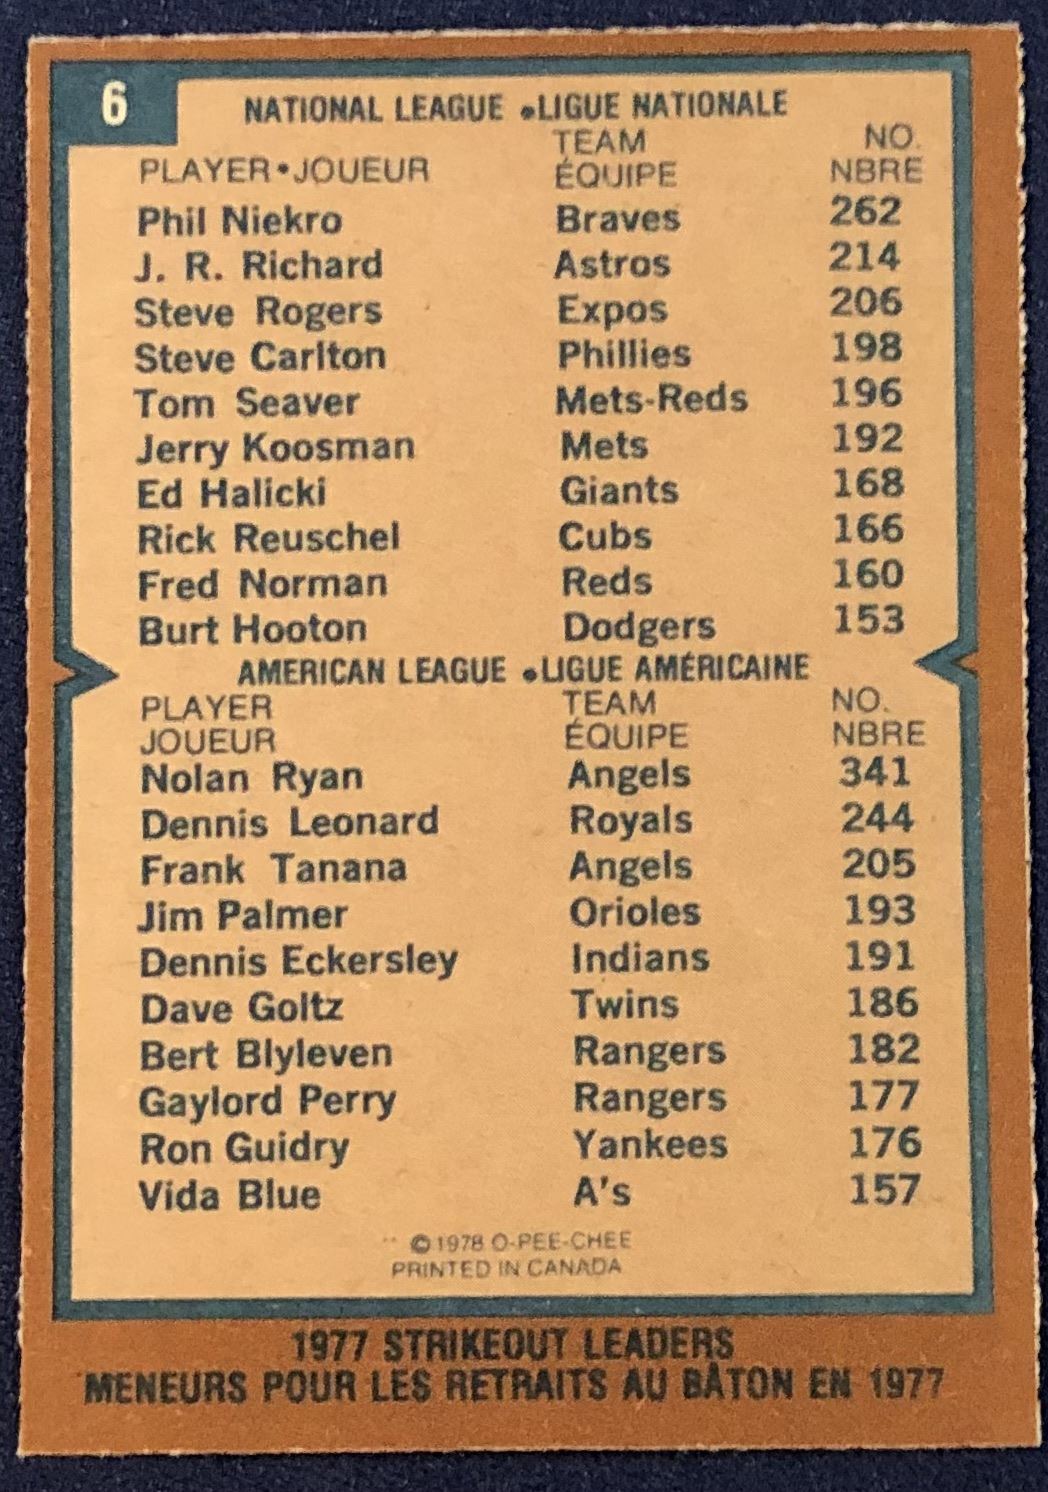 6
NATIONAL LEAGUE • LIGUE NATIONALE
PLAYER • JOUEUR TEAM ÉQUIPE NO. NBRE
Phil Niekro Braves 262
J. R. Richard Astros 214
Steve Rogers Expos 206
Steve Carlton Phillies 198
Tom Seaver Mets-Reds 196
Jerry Koosman Mets 192
Ed Halicki Giants 168
Rick Reuschel Cubs 166
Fred Norman Reds 160
Burt Hooton Dodgers 153
AMERICAN LEAGUE • LIGUE AMÉRICAINE
PLAYER TEAM NO.
JOUEUR ÉQUIPE NBRE
Nolan Ryan Angels 341
Dennis Leonard Royals 244
Frank Tanana Angels 205
Jim Palmer Orioles 193
Dennis Eckersley Indians 191
Dave Goltz Twins 186
Bert Blyleven Rangers 182
Gaylord Perry Rangers 177
Ron Guidry Yankees 176
Vida Blue A's 157
© 1978 O-PEE-CHEE
PRINTED IN CANADA
1977 STRIKEOUT LEADERS
MENEURS POUR LES RETRAITS AU BÂTON EN 1977